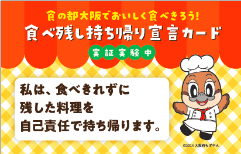 食の都大阪でおいしく食べきろう!
食べ残し持ち帰り宣言カード
実証実験中
私は、食べきれずに
残した料理を
自己責任で持ち帰ります。